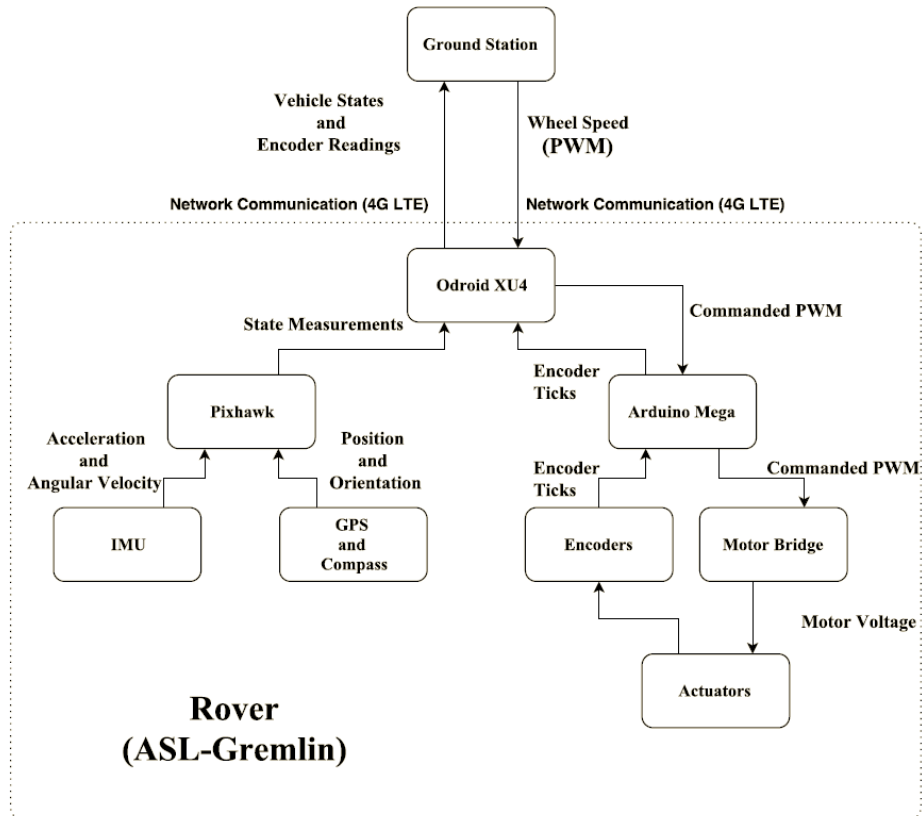 Ground Station
Vehicle States
and
Encoder Readings
Wheel Speed
(PWM)
Network Communication (4G LTE)
Network Communication (4G LTE)
Odroid XU4
State Measurements
Commanded PWM
Encoder
Ticks
Pixhawk
Arduino Mega
Acceleration
and
Angular Velocity
Position
and
Orientation
Encoder
Ticks
Commanded PWM
IMU
GPS
and
Compass
Encoders
Motor Bridge
Motor Voltage
Actuators
Rover
(ASL-Gremlin)